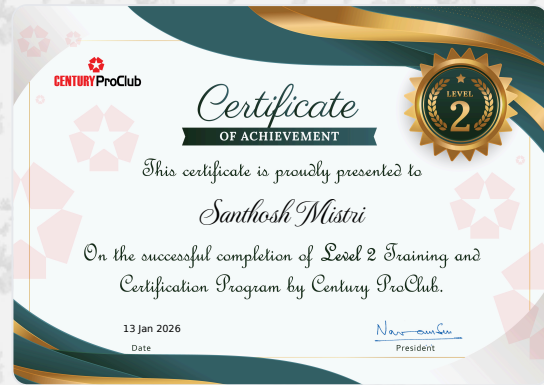 CENTURY ProClub
Certificate
OF ACHIEVEMENT
LEVEL
2
This certificate is proudly presented to
Santhosh Mistri
On the successful completion of Level 2 Training and
Certification Program by Century ProClub.
13 Jan 2026
Date
President